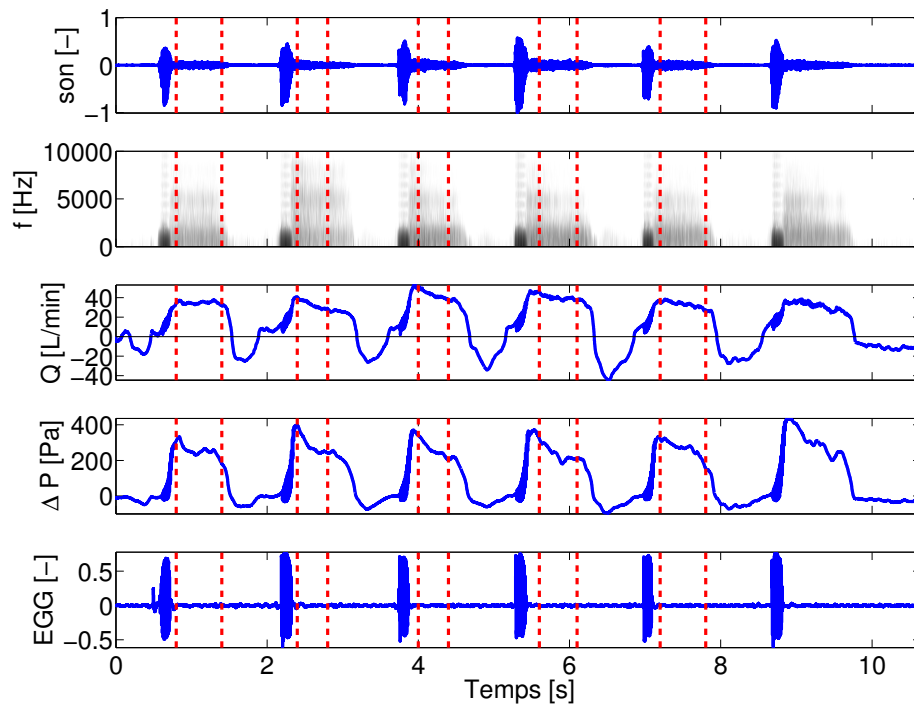 1
0
−1
son [−]
10000
5000
0
f [Hz]
40
20
0
−20
−40
Q [L/min]
400
200
0
Δ P [Pa]
0.5
0
−0.5
EGG [−]
0 2 4 6 8 10
Temps [s]